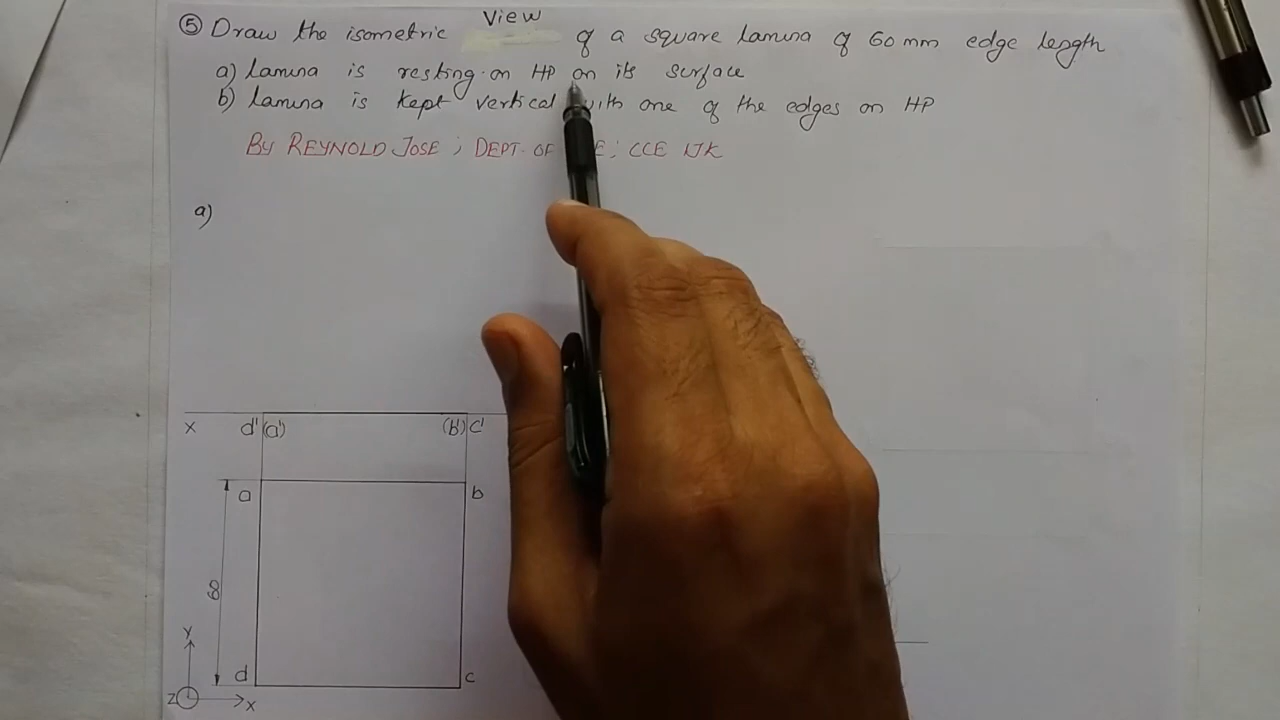 View
⑤ Draw the isometric of a square lamina of 60 mm edge length
a) lamina is resting on HP on its surface
b) lamina is kept vertical with one of the edges on HP
BY REYNOLD JOSE ; DEPT. OF ; CCE IJK
a)
X d' (a') (b') c'
a b
60
Y
d c
Z X